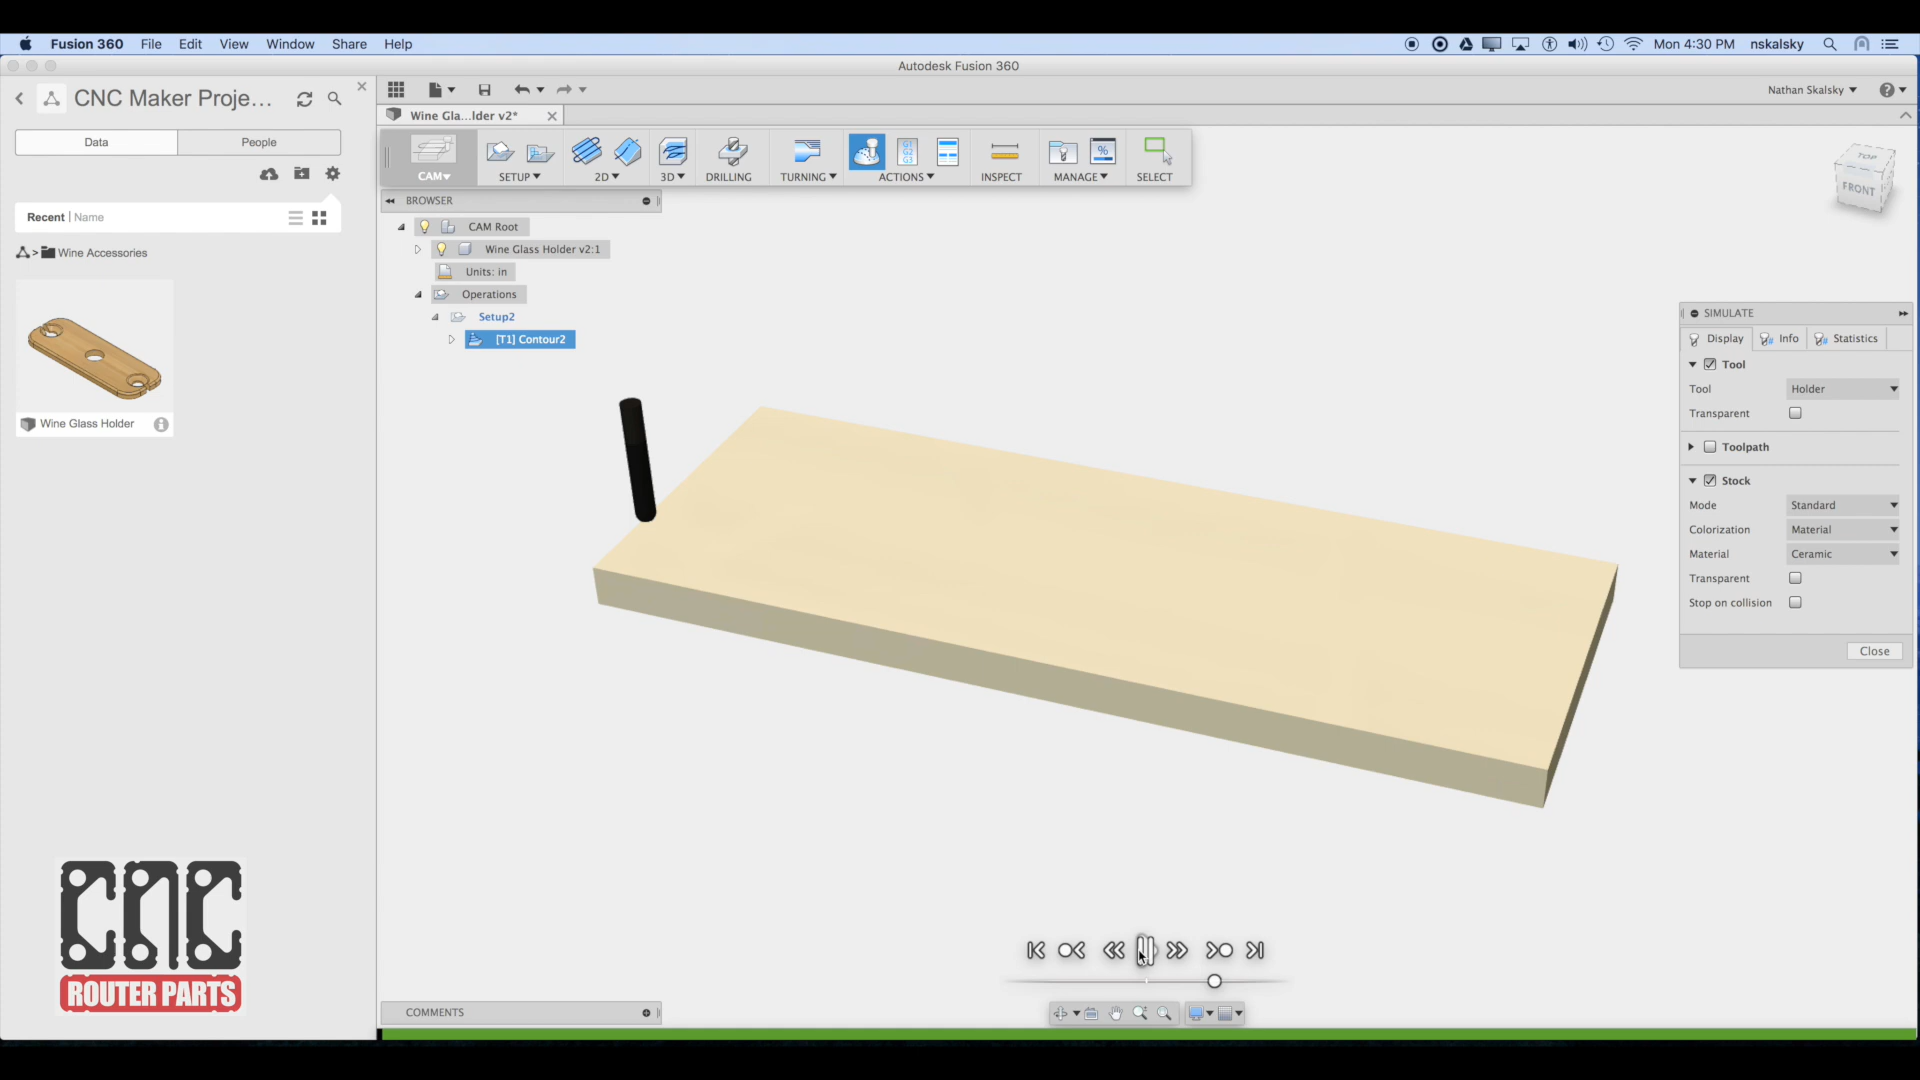 Fusion 360 File Edit View Window Share Help Mon 4:30 PM nskalsky
Autodesk Fusion 360
CNC Maker Proje...
Nathan Skalsky
Wine Gla...lder v2*
Data People
CAM SETUP 2D 3D DRILLING TURNING ACTIONS INSPECT MANAGE SELECT
G1
G2
G3
%
TOP
FRONT
BROWSER
Recent | Name
CAM Root
Wine Glass Holder v2:1
> Wine Accessories
Units: in
Operations
Setup2
[T1] Contour2
Wine Glass Holder
SIMULATE
Display Info Statistics
Tool
Tool Holder
Transparent
Toolpath
Stock
Mode Standard
Colorization Material
Material Ceramic
Transparent
Stop on collision
Close
CNC
ROUTER PARTS
COMMENTS